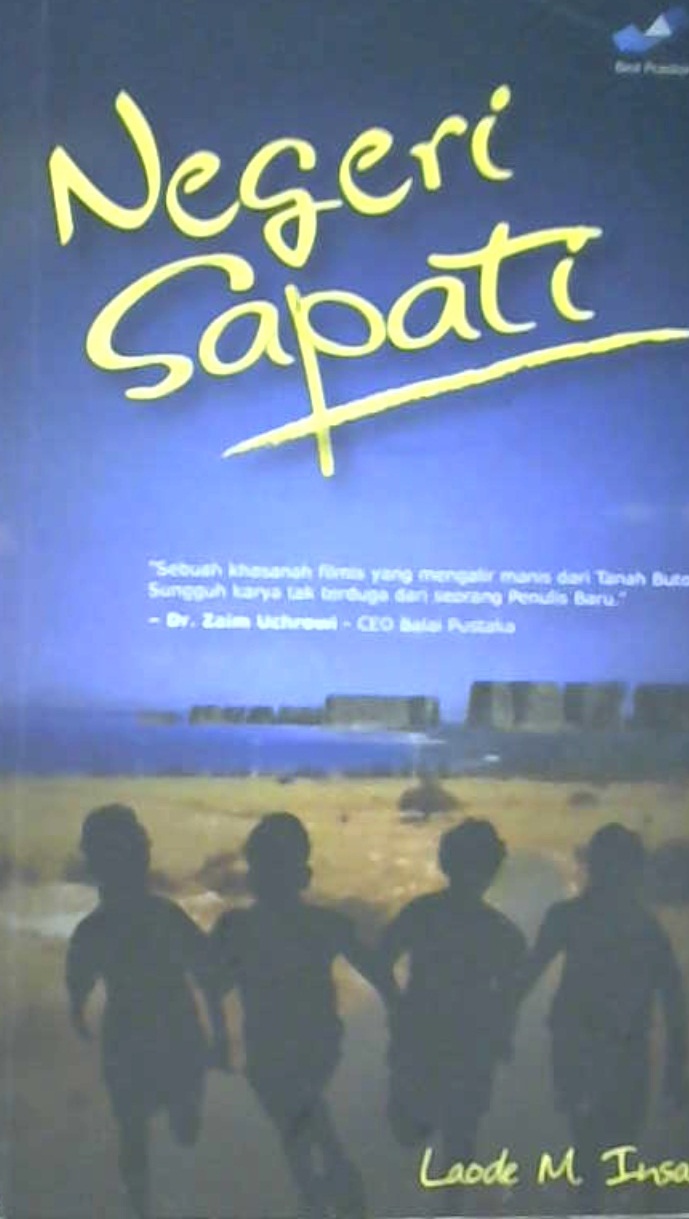 Negeri
Sapati
"Sebuah khasanah filmis yang mengalir manis dari Tanah Buto
Sungguh karya tak terduga dari seorang Penulis Baru."
– Dr. Zaim Uchrowi – CEO Balai Pustaka
Laode M. Insa